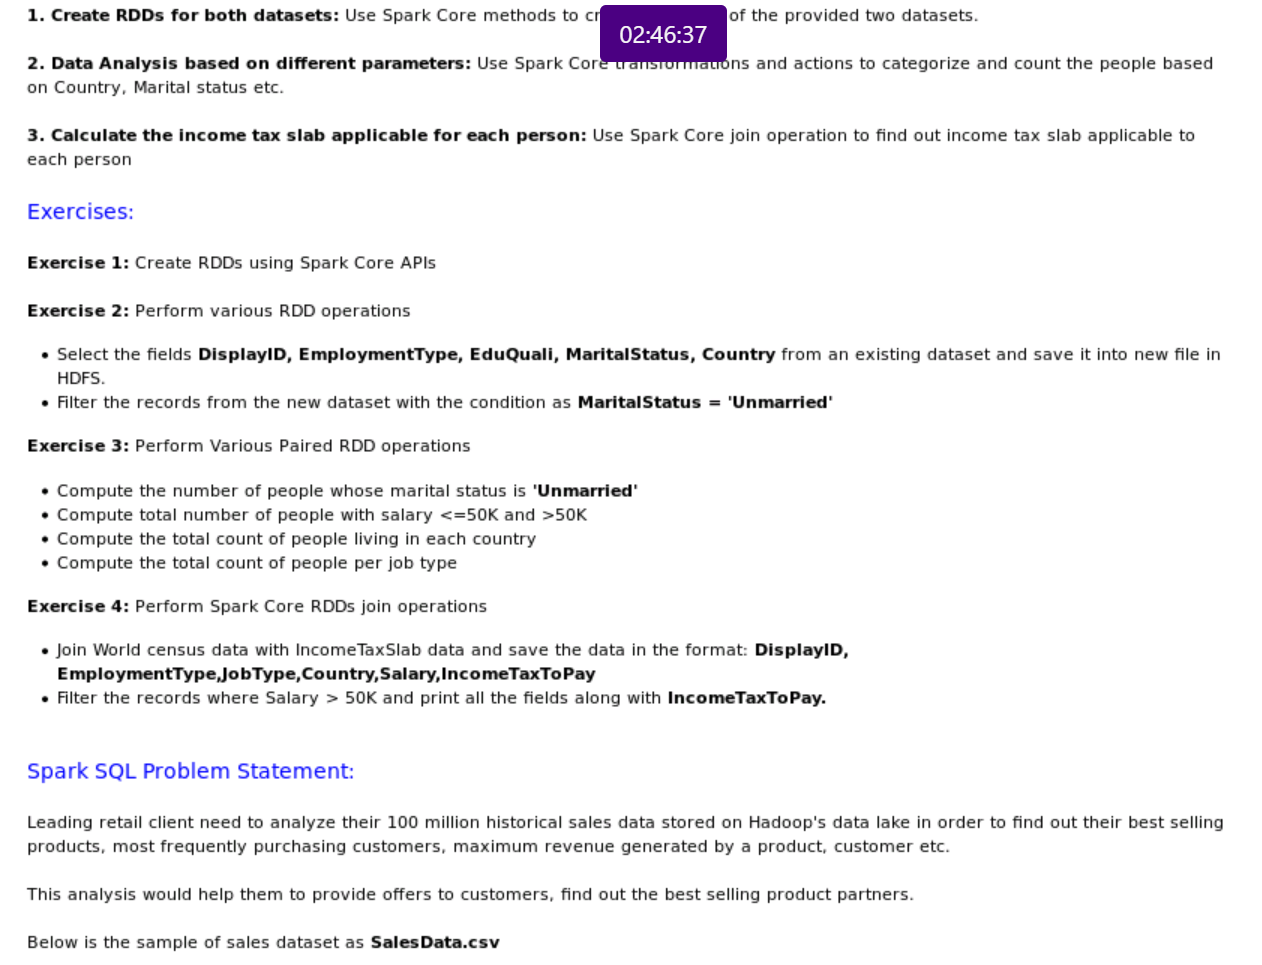 1. Create RDDs for both datasets: Use Spark Core methods to cr of the provided two datasets.
02:46:37
2. Data Analysis based on different parameters: Use Spark Core transformations and actions to categorize and count the people based
on Country, Marital status etc.
3. Calculate the income tax slab applicable for each person: Use Spark Core join operation to find out income tax slab applicable to
each person
Exercises:
Exercise 1: Create RDDs using Spark Core APIs
Exercise 2: Perform various RDD operations
• Select the fields DisplayID, EmploymentType, EduQuali, MaritalStatus, Country from an existing dataset and save it into new file in
HDFS.
• Filter the records from the new dataset with the condition as MaritalStatus = 'Unmarried'
Exercise 3: Perform Various Paired RDD operations
• Compute the number of people whose marital status is 'Unmarried'
• Compute total number of people with salary <=50K and >50K
• Compute the total count of people living in each country
• Compute the total count of people per job type
Exercise 4: Perform Spark Core RDDs join operations
• Join World census data with IncomeTaxSlab data and save the data in the format: DisplayID,
EmploymentType,JobType,Country,Salary,IncomeTaxToPay
• Filter the records where Salary > 50K and print all the fields along with IncomeTaxToPay.
Spark SQL Problem Statement:
Leading retail client need to analyze their 100 million historical sales data stored on Hadoop's data lake in order to find out their best selling
products, most frequently purchasing customers, maximum revenue generated by a product, customer etc.
This analysis would help them to provide offers to customers, find out the best selling product partners.
Below is the sample of sales dataset as SalesData.csv